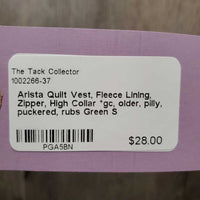 The Tack Collector
1002266-37
Arista Quilt Vest, Fleece Lining,
Zipper, High Collar *gc, older, pilly,
puckered, rubs Green S
$28.00
PGA5BN